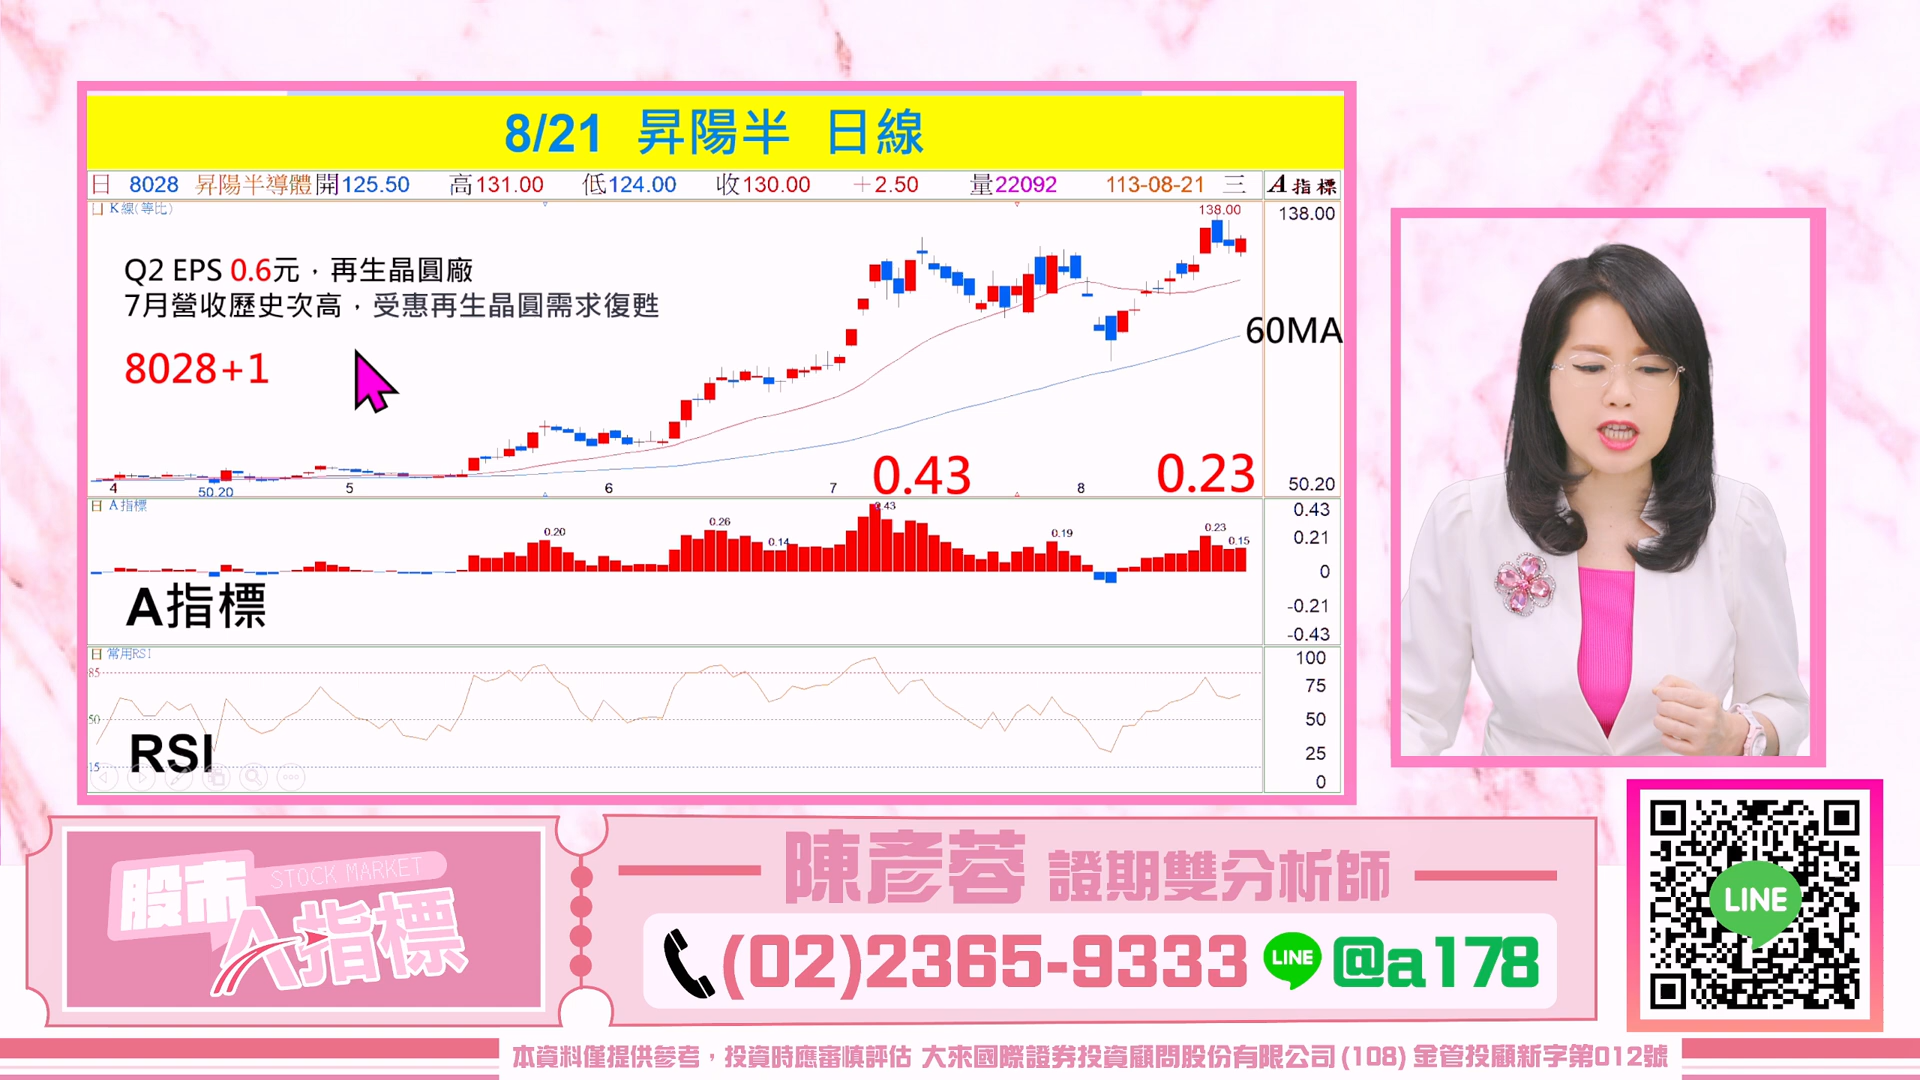 8/21 昇陽半 日線
日 8028 昇陽半導體 開125.50 高131.00 低124.00 收130.00 +2.50 量22092 113-08-21 三 A指標
日 K線(等比)
138.00 138.00
Q2 EPS 0.6元，再生晶圓廠
7月營收歷史次高，受惠再生晶圓需求復甦
60MA
8028+1
0.43 0.23
50.20
4 50.20 5 6 7 8
日 A指標
0.43
0.21
0
-0.21
-0.43
0.20 0.26 0.14 0.43 0.19 0.23 0.15
A指標
日 常用RSI
100
85
75
50 50
25
15
0
RSI
股市 STOCK MARKET
A指標
陳彥蓉 證期雙分析師
(02)2365-9333 LINE @a178
LINE
本資料僅提供參考，投資時應審慎評估 大來國際證券投資顧問股份有限公司(108) 金管投顧新字第012號